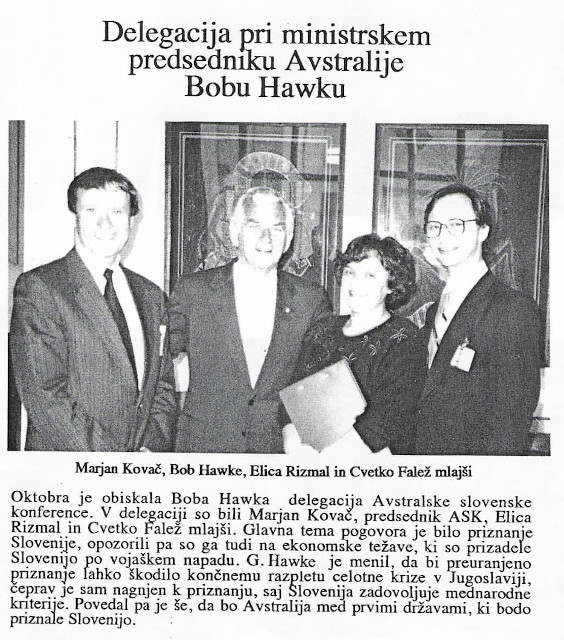 Delegacija pri ministrskem
predsedniku Avstralije
Bobu Hawku
Marjan Kovač, Bob Hawke, Elica Rizmal in Cvetko Falež mlajši
Oktobra je obiskala Boba Hawka delegacija Avstralske slovenske
konference. V delegaciji so bili Marjan Kovač, predsednik ASK, Elica
Rizmal in Cvetko Falež mlajši. Glavna tema pogovora je bilo priznanje
Slovenije, opozorili pa so ga tudi na ekonomske težave, ki so prizadele
Slovenijo po vojaškem napadu. G. Hawke je menil, da bi preuranjeno
priznanje lahko škodilo končnemu razpletu celotne krize v Jugoslaviji,
čeprav je sam nagnjen k priznanju, saj Slovenija zadovoljuje mednarodne
kriterije. Povedal pa je še, da bo Avstralija med prvimi državami, ki bodo
priznale Slovenijo.